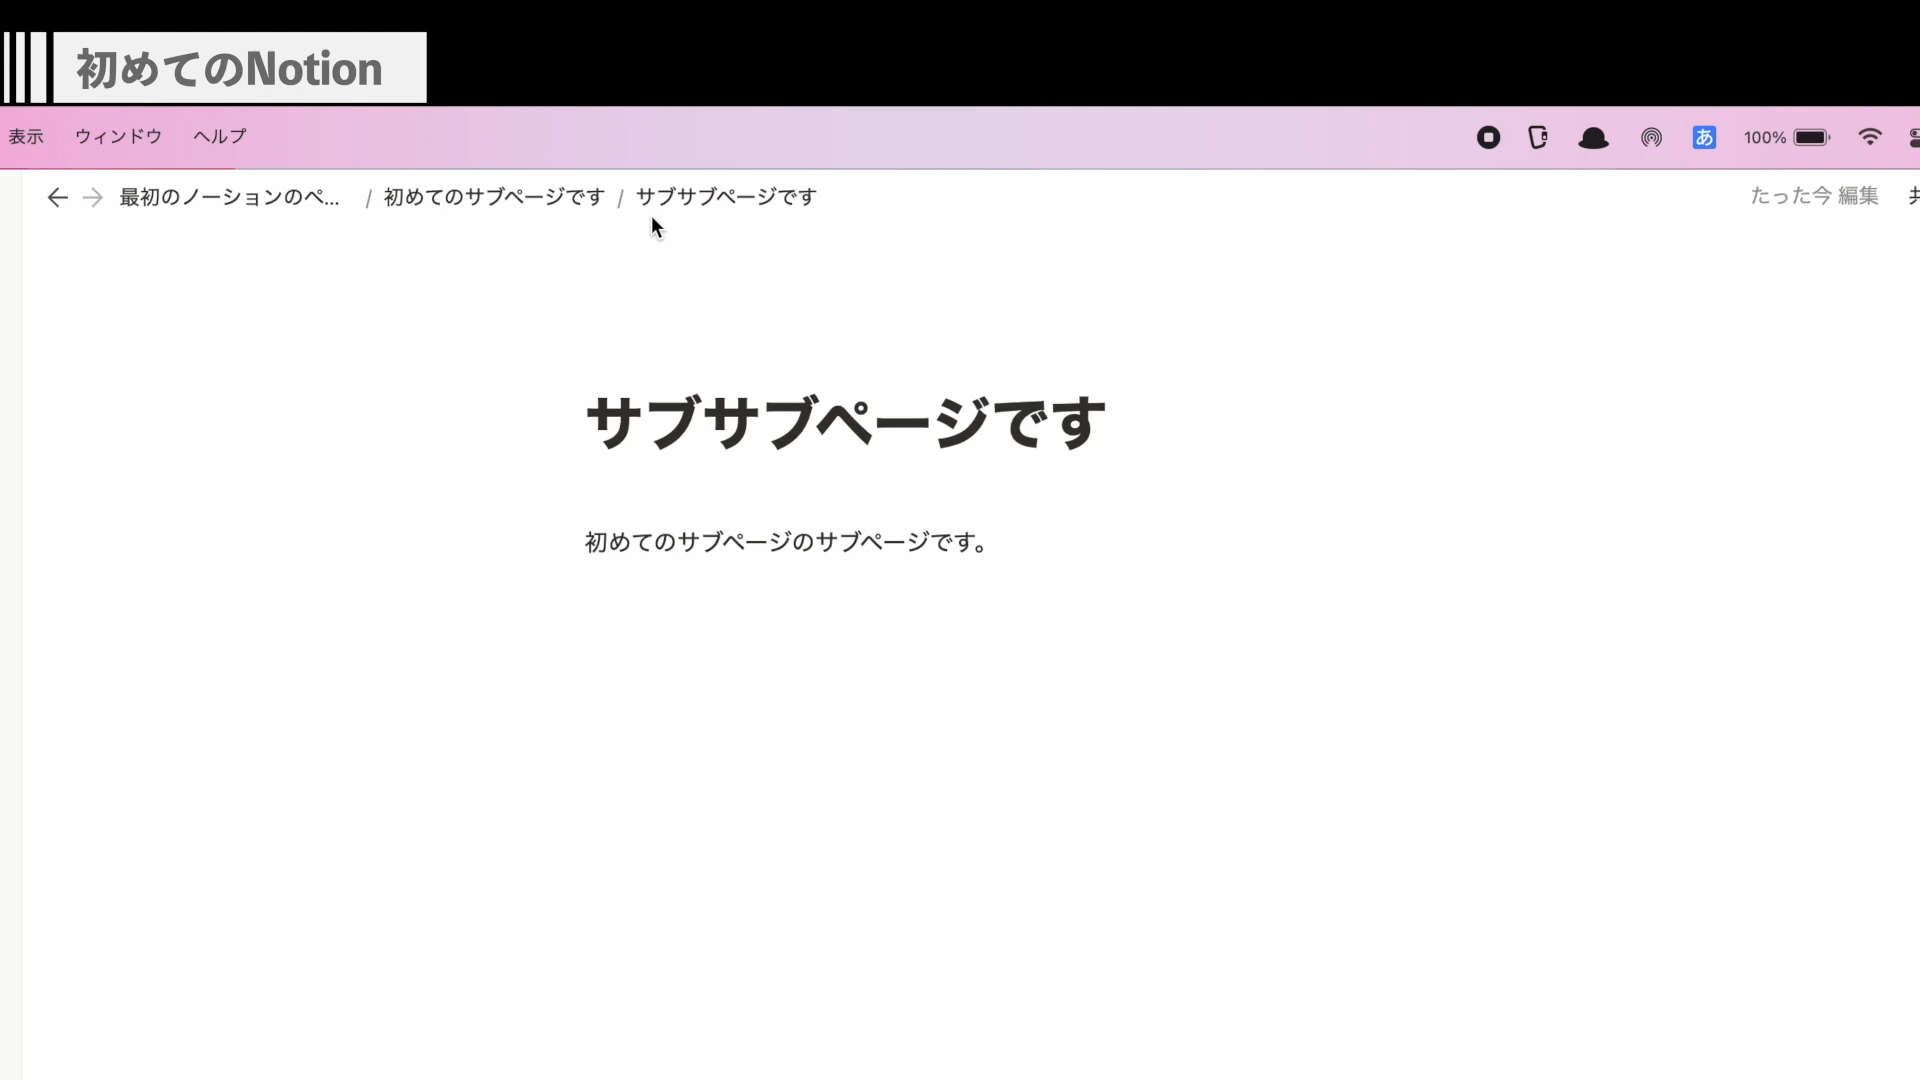 初めてのNotion
表示 ウィンドウ ヘルプ
あ 100%
最初のノーションのペ... / 初めてのサブページです / サブサブページです
たった今 編集
サブサブページです
初めてのサブページのサブページです。